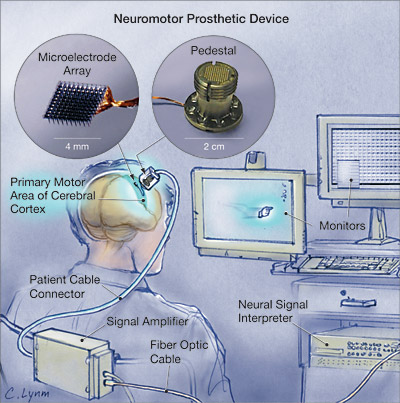 Neuromotor Prosthetic Device
Microelectrode
Array
4 mm
Pedestal
2 cm
Primary Motor
Area of Cerebral
Cortex
Monitors
Patient Cable
Connector
Signal Amplifier
Neural Signal
Interpreter
Fiber Optic
Cable
C. Lynm